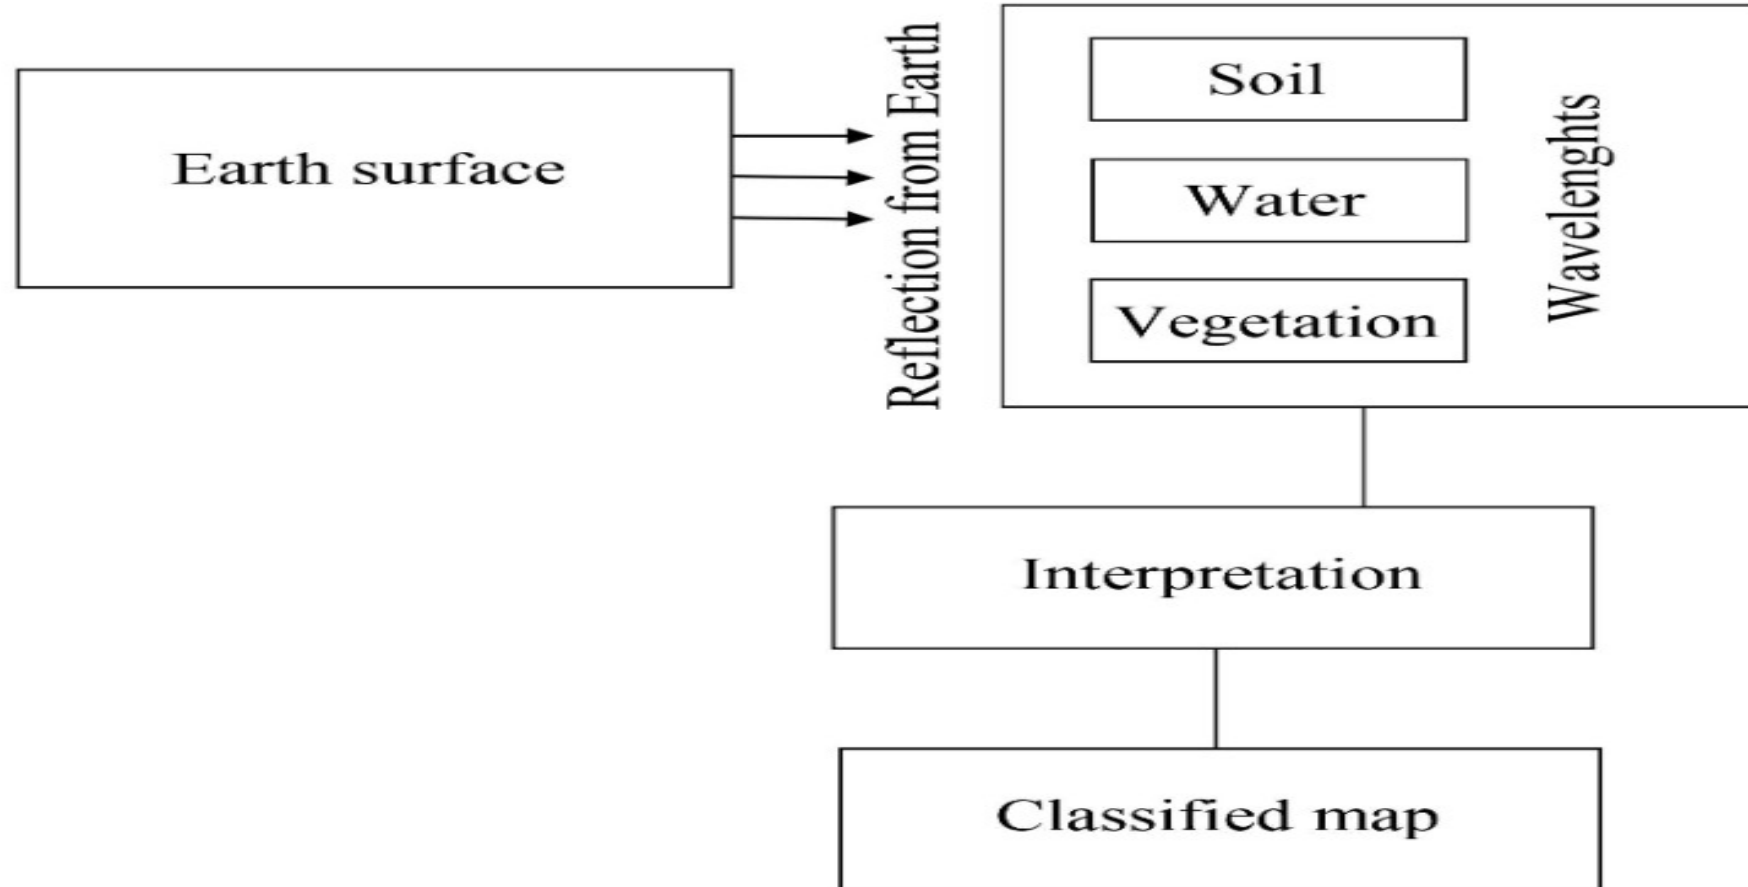 Earth surface
Reflection from Earth
Soil
Water
Vegetation
Wavelenghts
Interpretation
Classified map